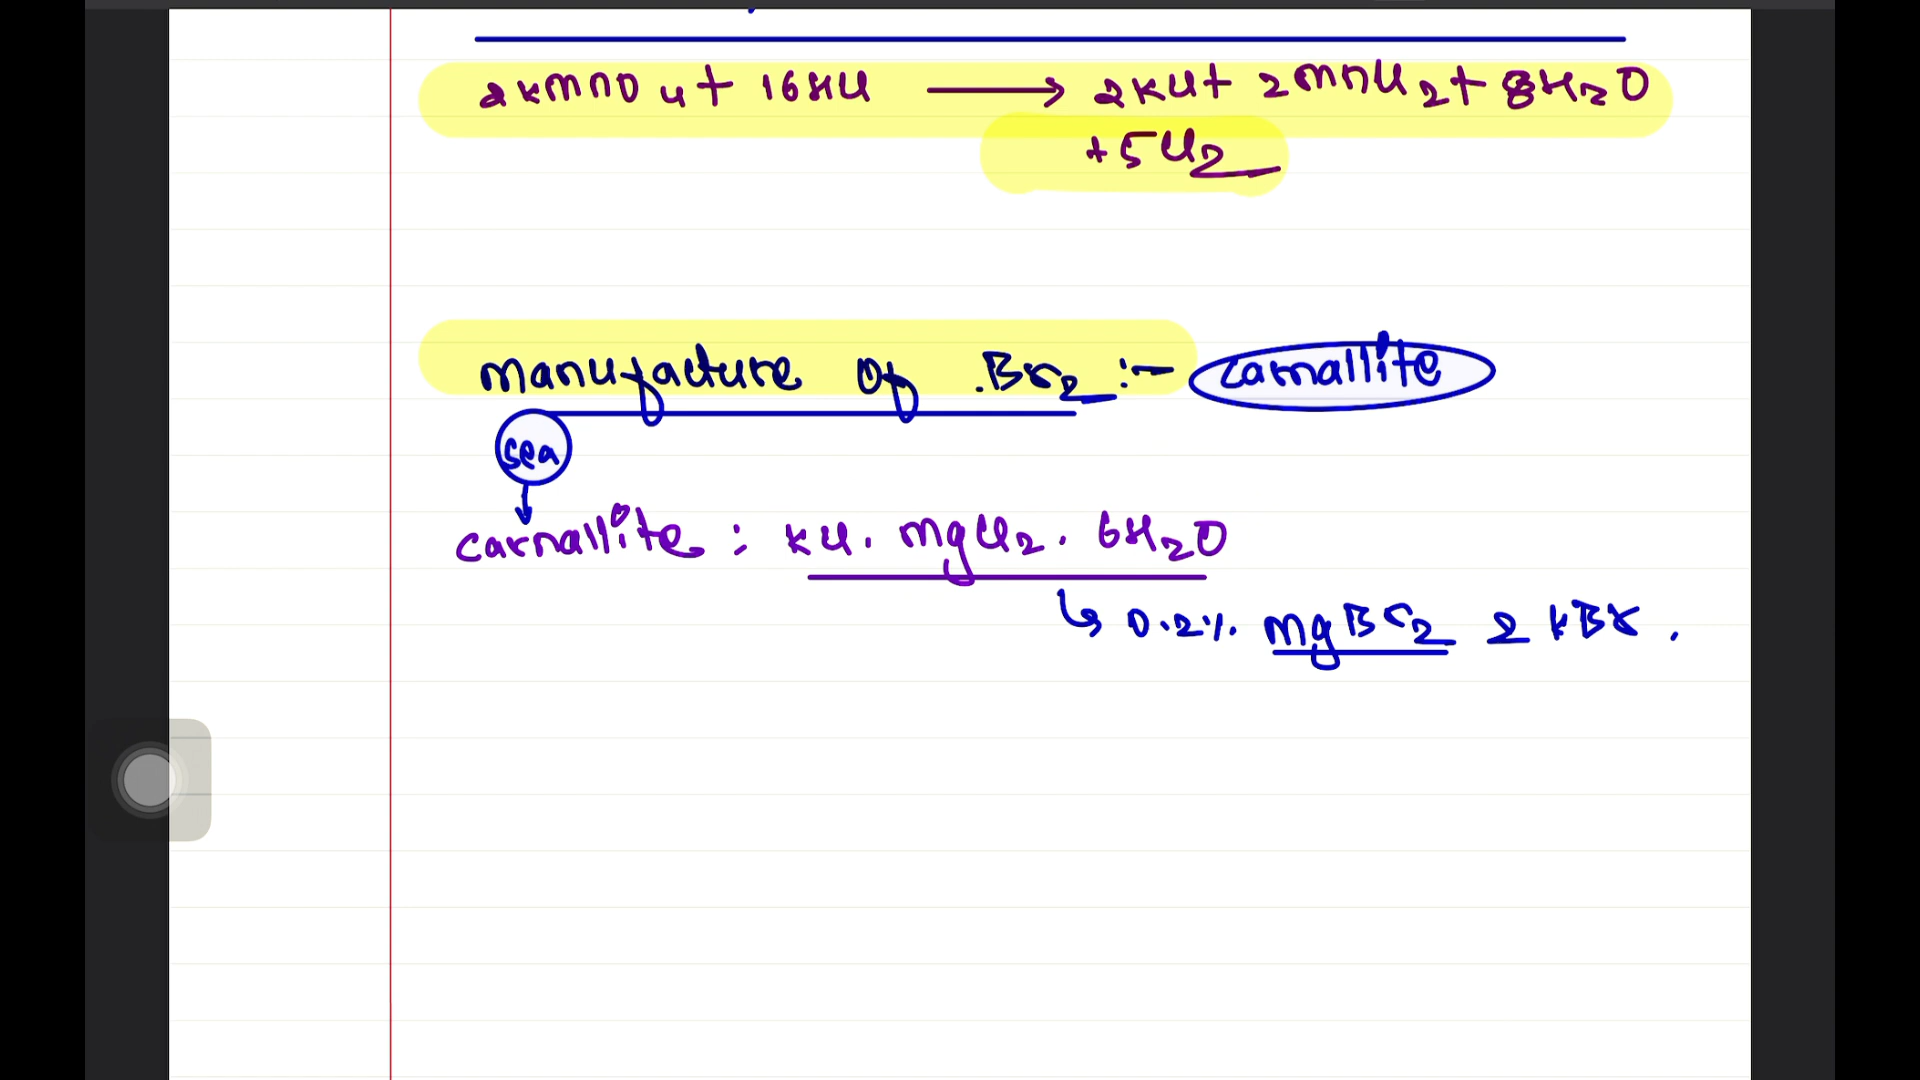 2KMnO4 + 16HCl → 2KCl + 2MnCl2 + 8H2O
+ 5Cl2
manufacture of Br2 :- carnallite
sea
↓
carnallite : KCl. MgCl2. 6H2O
↳ 0.2% MgBr2 & KBr.